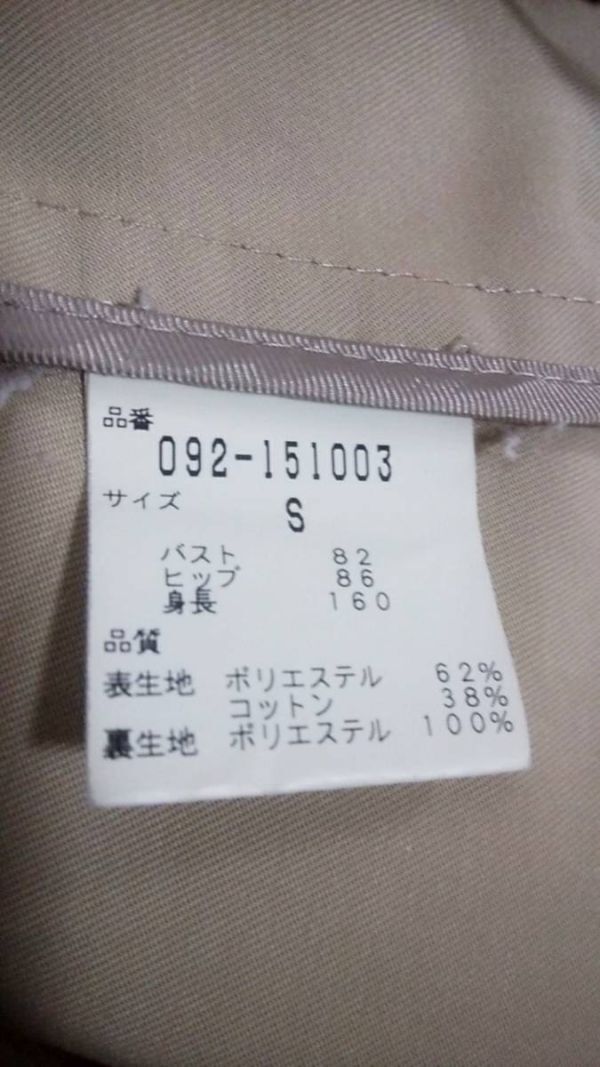 品番
092-151003
サイズ
S
バスト 82
ヒップ 86
身長 160
品質
表生地 ポリエステル 62%
コットン 38%
裏生地 ポリエステル 100%